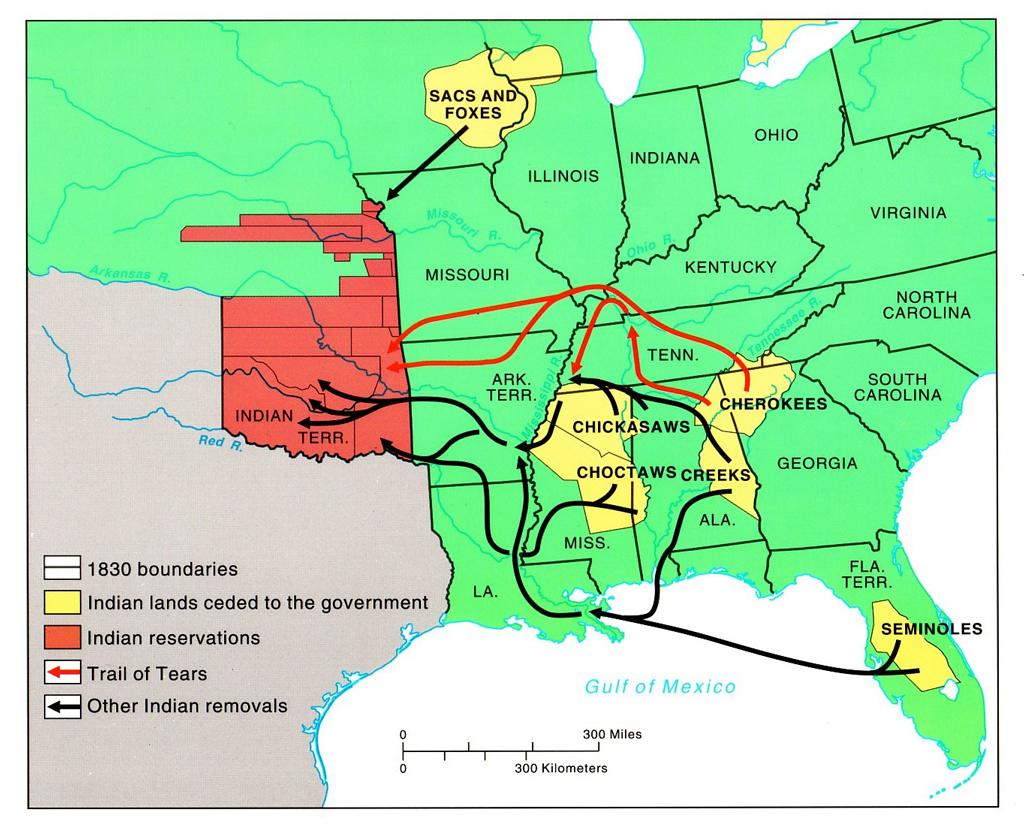 SACS AND
FOXES
ILLINOIS
INDIANA
OHIO
VIRGINIA
Missouri R.
Ohio R.
MISSOURI
KENTUCKY
Arkansas R.
NORTH
CAROLINA
Tennessee R.
TENN.
Mississippi R.
ARK.
TERR.
SOUTH
CAROLINA
CHEROKEES
INDIAN
TERR.
CHICKASAWS
Red R.
CHOCTAWS
CREEKS
GEORGIA
ALA.
MISS.
LA.
FLA.
TERR.
SEMINOLES
Gulf of Mexico
1830 boundaries
Indian lands ceded to the government
Indian reservations
Trail of Tears
Other Indian removals
0 300 Miles
0 300 Kilometers